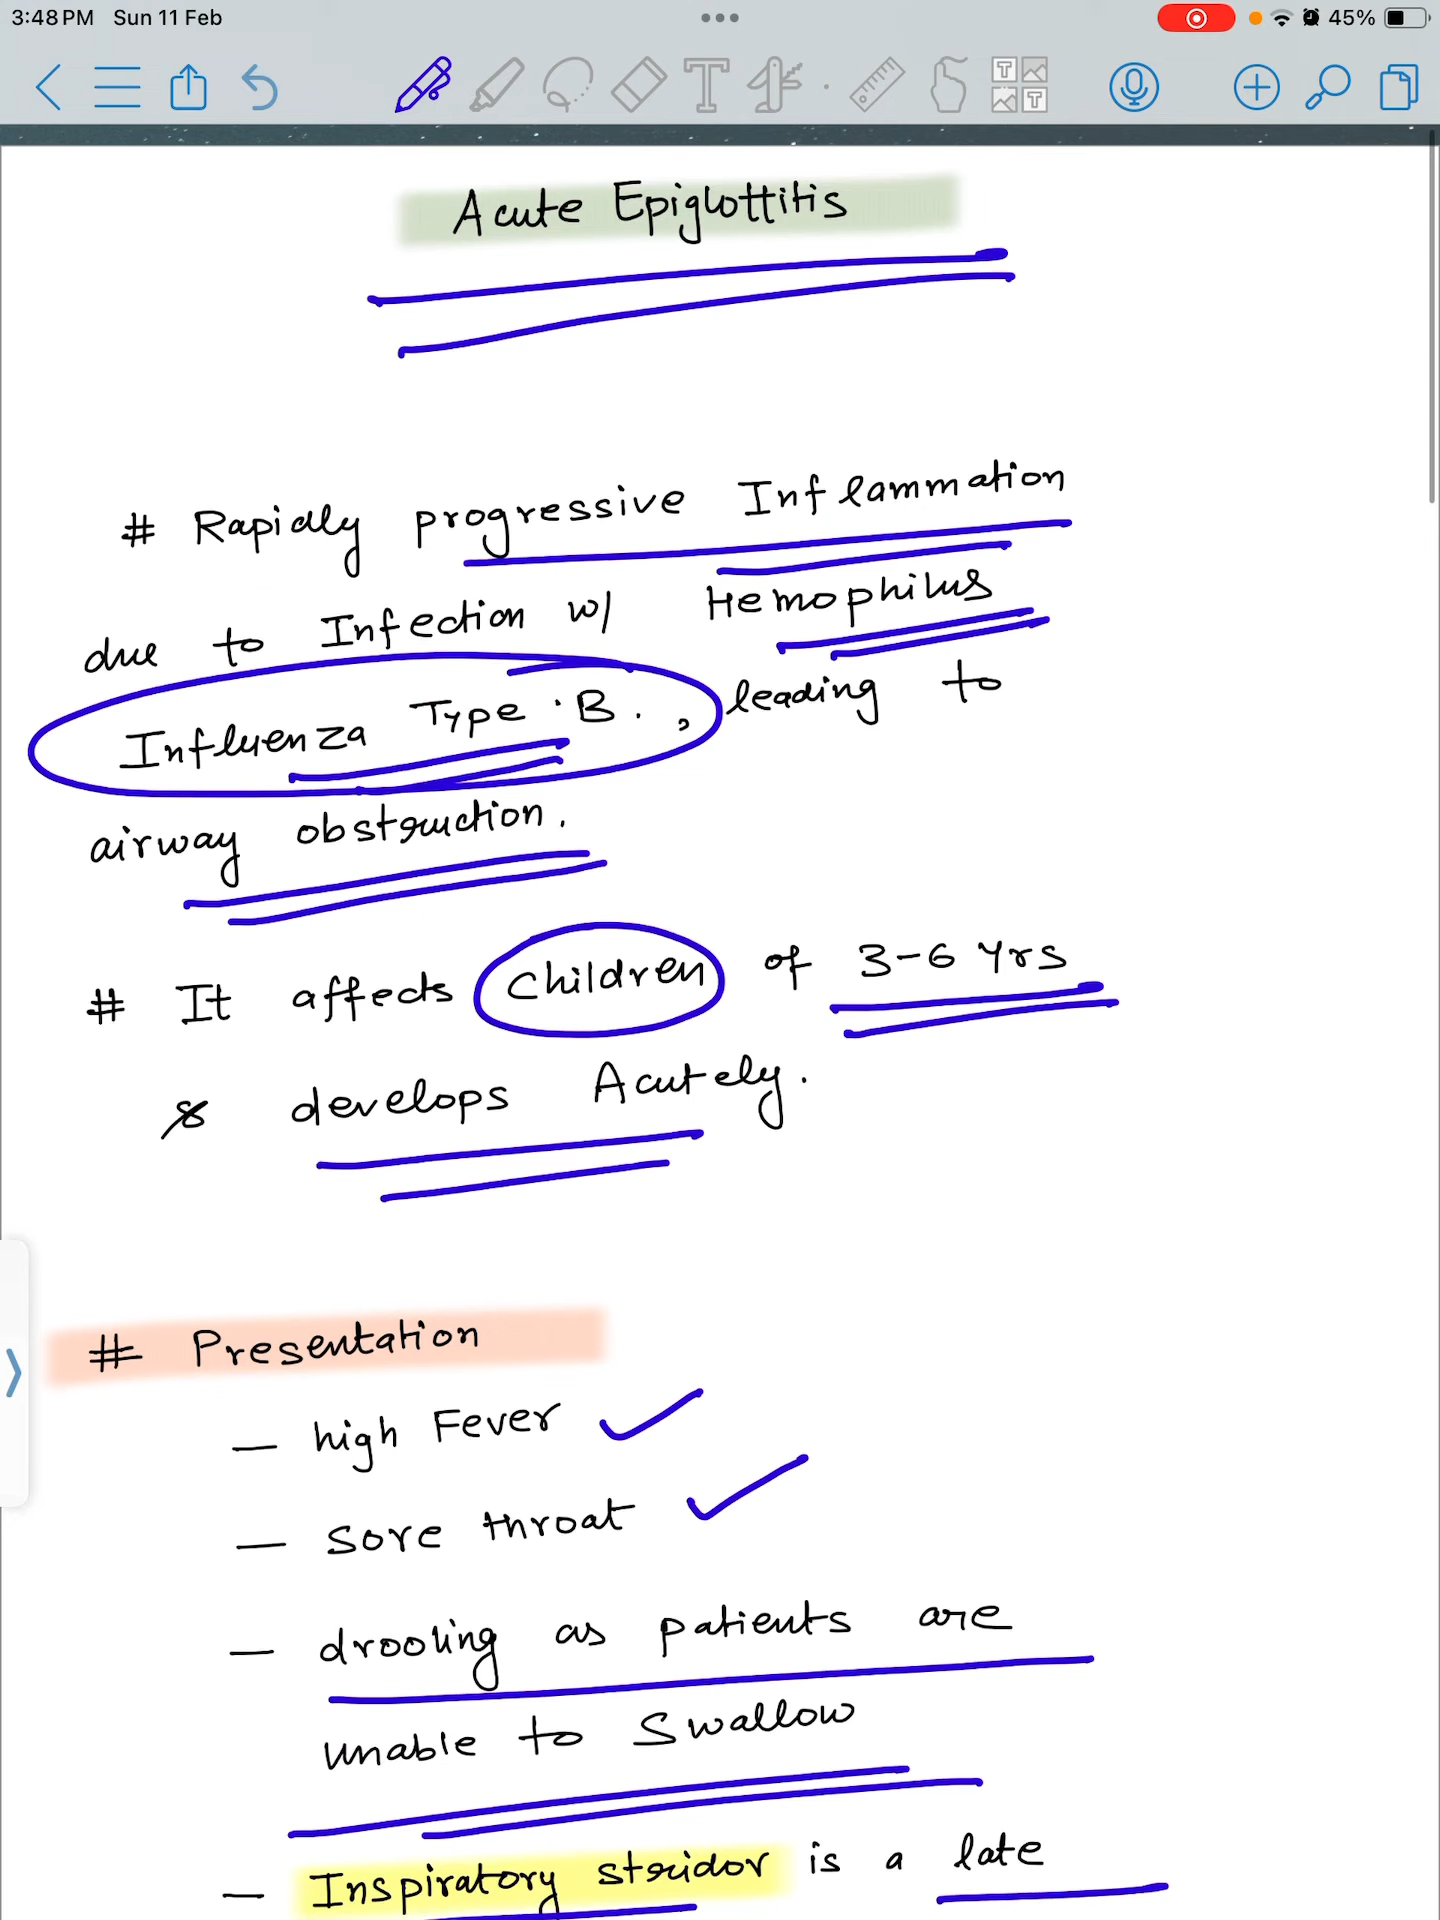 3:48 PM Sun 11 Feb
45%
Acute Epiglottitis
# Rapidly progressive Inflammation
due to Infection w/ Hemophilus
Influenza Type B., leading to
airway obstruction.
# It affects children of 3-6 Yrs
& develops Acutely.
# Presentation
— high Fever
— Sore throat
— drooling as patients are
unable to Swallow
— Inspiratory stridor is a late